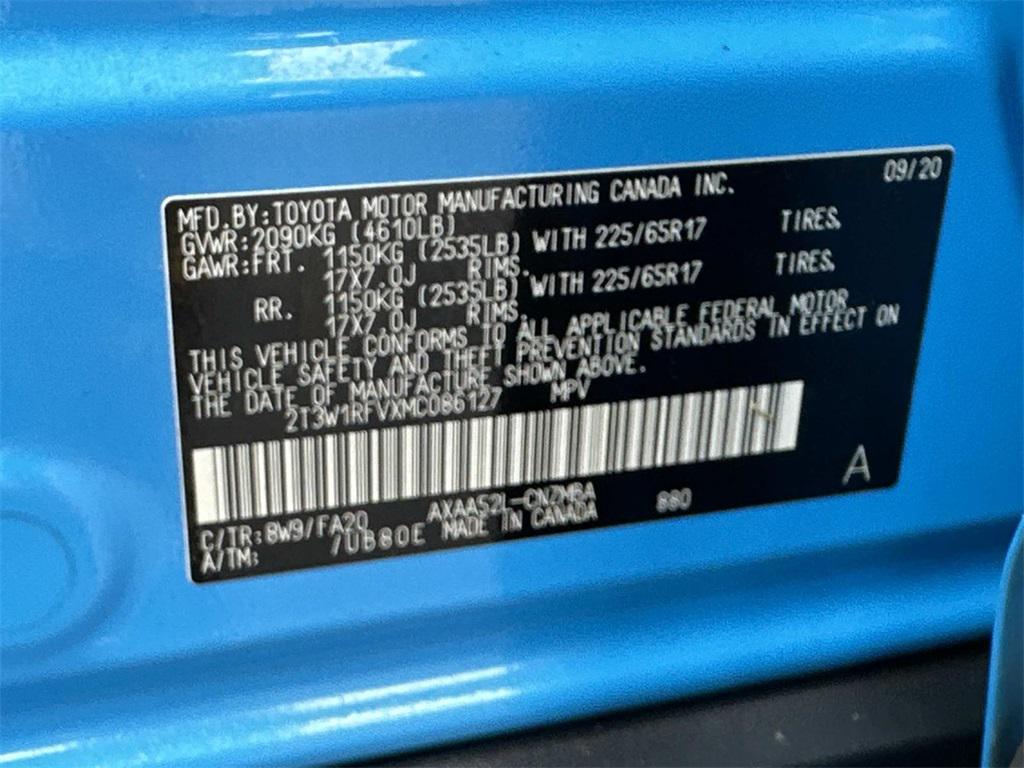 09/20
MFD. BY: TOYOTA MOTOR MANUFACTURING CANADA INC.
GVWR: 2090KG (4610LB)
GAWR: FRT. 1150KG (2535LB) WITH 225/65R17 TIRES,
17X7.0J RIMS.
RR. 1150KG (2535LB) WITH 225/65R17 TIRES,
17X7.0J RIMS.
THIS VEHICLE CONFORMS TO ALL APPLICABLE FEDERAL MOTOR
VEHICLE SAFETY AND THEFT PREVENTION STANDARDS IN EFFECT ON
THE DATE OF MANUFACTURE SHOWN ABOVE.
2T3W1RFVXMC086127 MPV
A
C/TR: 8W9/FA20 AXAA52L-CNZMBA 880
A/TM: /UB80E MADE IN CANADA